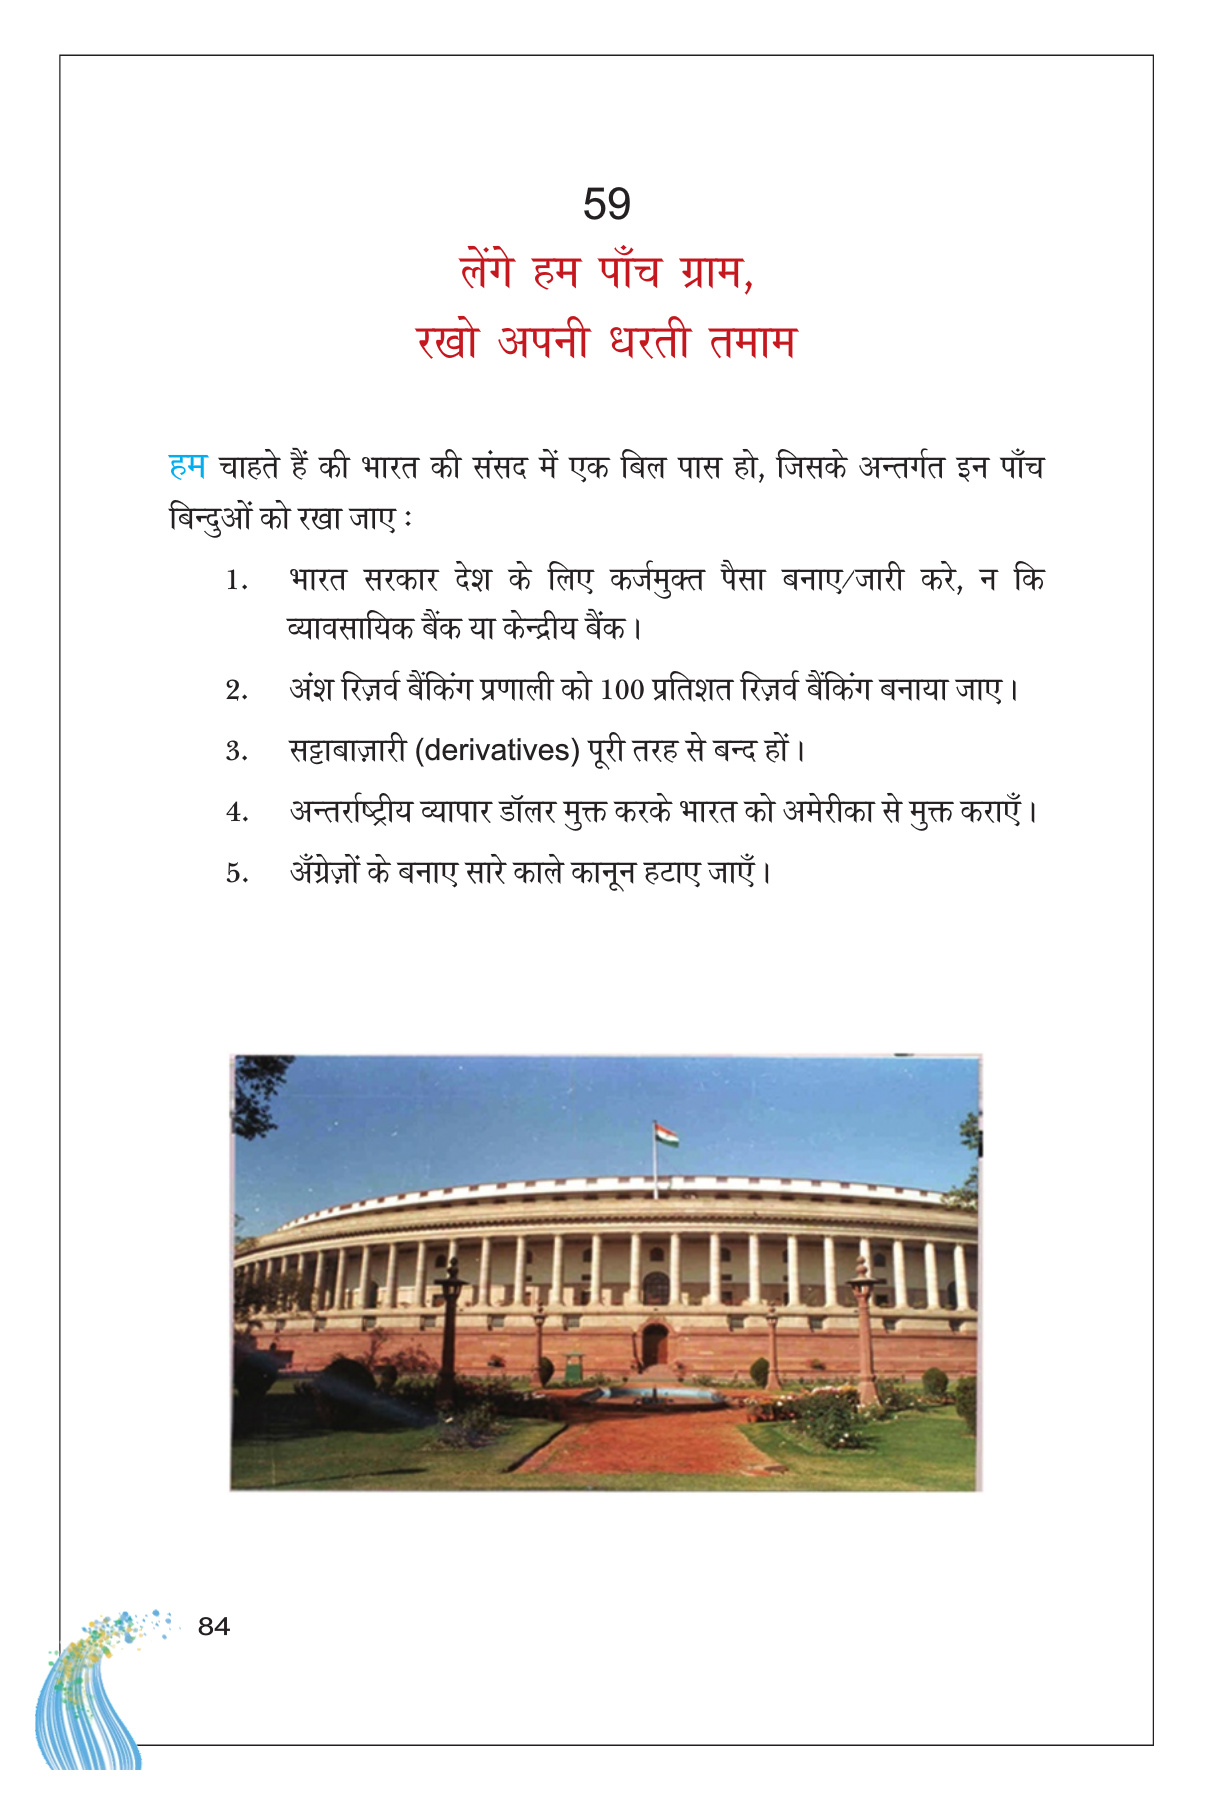 59
लेंगे हम पाँच ग्राम,
रखो अपनी धरती तमाम
हम चाहते हैं की भारत की संसद में एक बिल पास हो, जिसके अन्तर्गत इन पाँच
बिन्दुओं को रखा जाए :
1. भारत सरकार देश के लिए कर्जमुक्त पैसा बनाए/जारी करे, न कि
व्यावसायिक बैंक या केन्द्रीय बैंक।
2. अंश रिज़र्व बैंकिंग प्रणाली को 100 प्रतिशत रिज़र्व बैंकिंग बनाया जाए।
3. सट्टाबाज़ारी (derivatives) पूरी तरह से बन्द हों।
4. अन्तर्राष्ट्रीय व्यापार डॉलर मुक्त करके भारत को अमेरीका से मुक्त कराएँ।
5. अँग्रेज़ों के बनाए सारे काले कानून हटाए जाएँ।
84